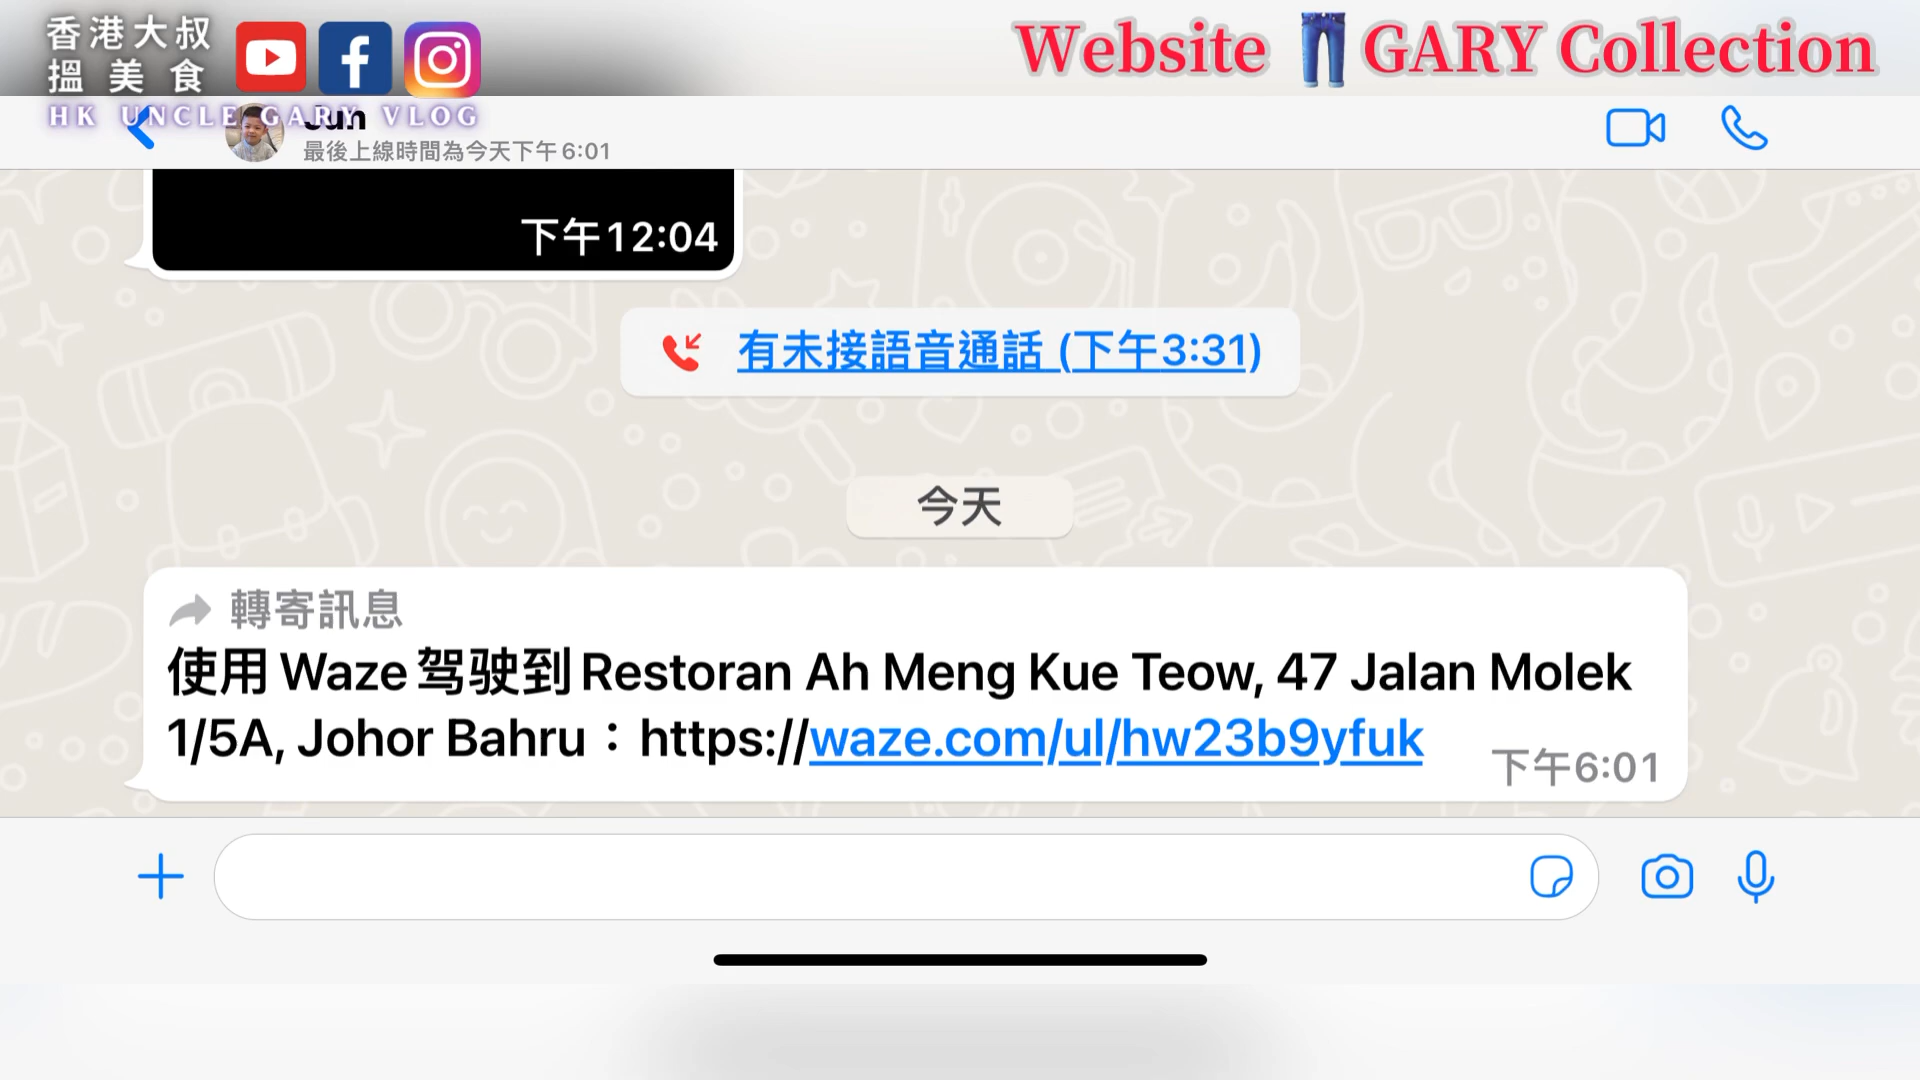 香港大叔
搵美食
HK UNCLE GARY VLOG
Website 👖GARY Collection
Jun
最後上線時間為今天下午6:01
下午12:04
有未接語音通話 (下午3:31)
今天
轉寄訊息
使用 Waze 驾驶到 Restoran Ah Meng Kue Teow, 47 Jalan Molek
1/5A, Johor Bahru：https://waze.com/ul/hw23b9yfuk
下午6:01